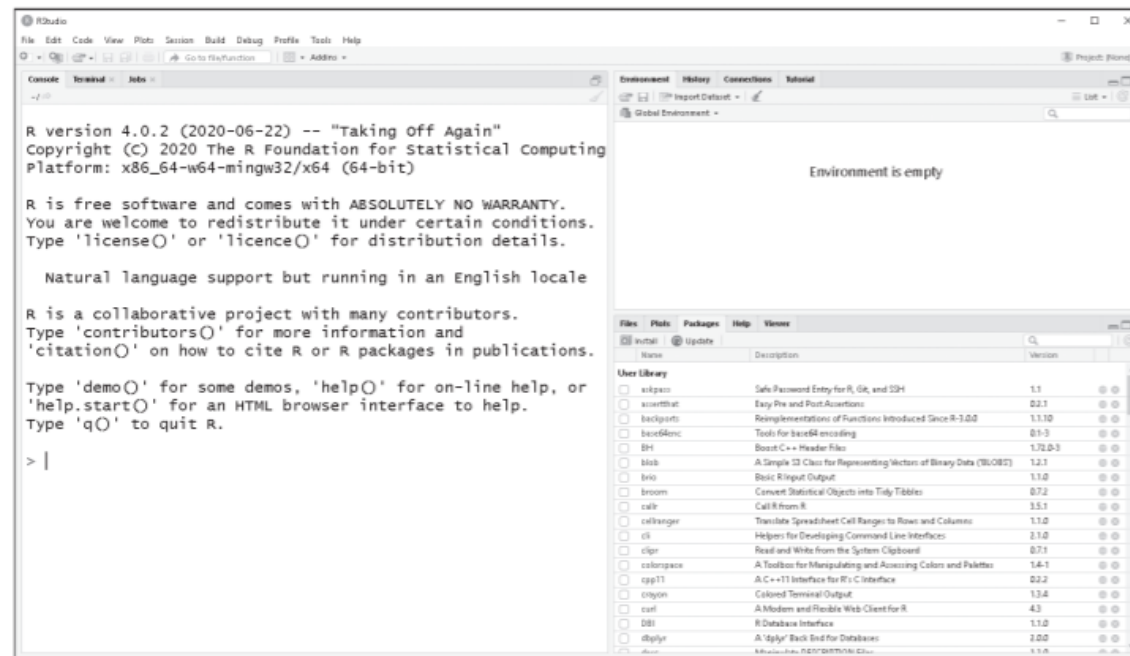 RStudio
File Edit Code View Plots Session Build Debug Profile Tools Help
Go to file/function Addins Project: (None)
Console Terminal Jobs
~/
R version 4.0.2 (2020-06-22) -- "Taking Off Again"
Copyright (C) 2020 The R Foundation for Statistical Computing
Platform: x86_64-w64-mingw32/x64 (64-bit)
R is free software and comes with ABSOLUTELY NO WARRANTY.
You are welcome to redistribute it under certain conditions.
Type 'license()' or 'licence()' for distribution details.
Natural language support but running in an English locale
R is a collaborative project with many contributors.
Type 'contributors()' for more information and
'citation()' on how to cite R or R packages in publications.
Type 'demo()' for some demos, 'help()' for on-line help, or
'help.start()' for an HTML browser interface to help.
Type 'q()' to quit R.
>
Environment History Connections Tutorial
Import Dataset List
Global Environment
Environment is empty
Files Plots Packages Help Viewer
Install Update
Name Description Version
User Library
askpass Safe Password Entry for R, Git, and SSH 1.1
assertthat Easy Pre and Post Assertions 0.2.1
backports Reimplementations of Functions Introduced Since R-3.0.0 1.1.10
base64enc Tools for base64 encoding 0.1-3
BH Boost C++ Header Files 1.72.0-3
blob A Simple S3 Class for Representing Vectors of Binary Data ('BLOBS') 1.2.1
brio Basic R Input Output 1.1.0
broom Convert Statistical Objects into Tidy Tibbles 0.7.2
callr Call R from R 3.5.1
cellranger Translate Spreadsheet Cell Ranges to Rows and Columns 1.1.0
cli Helpers for Developing Command Line Interfaces 2.1.0
clipr Read and Write from the System Clipboard 0.7.1
colorspace A Toolbox for Manipulating and Assessing Colors and Palettes 1.4-1
cpp11 A C++11 Interface for R's C Interface 0.2.2
crayon Colored Terminal Output 1.3.4
curl A Modern and Flexible Web Client for R 4.3
DBI R Database Interface 1.1.0
dbplyr A 'dplyr' Back End for Databases 2.0.0